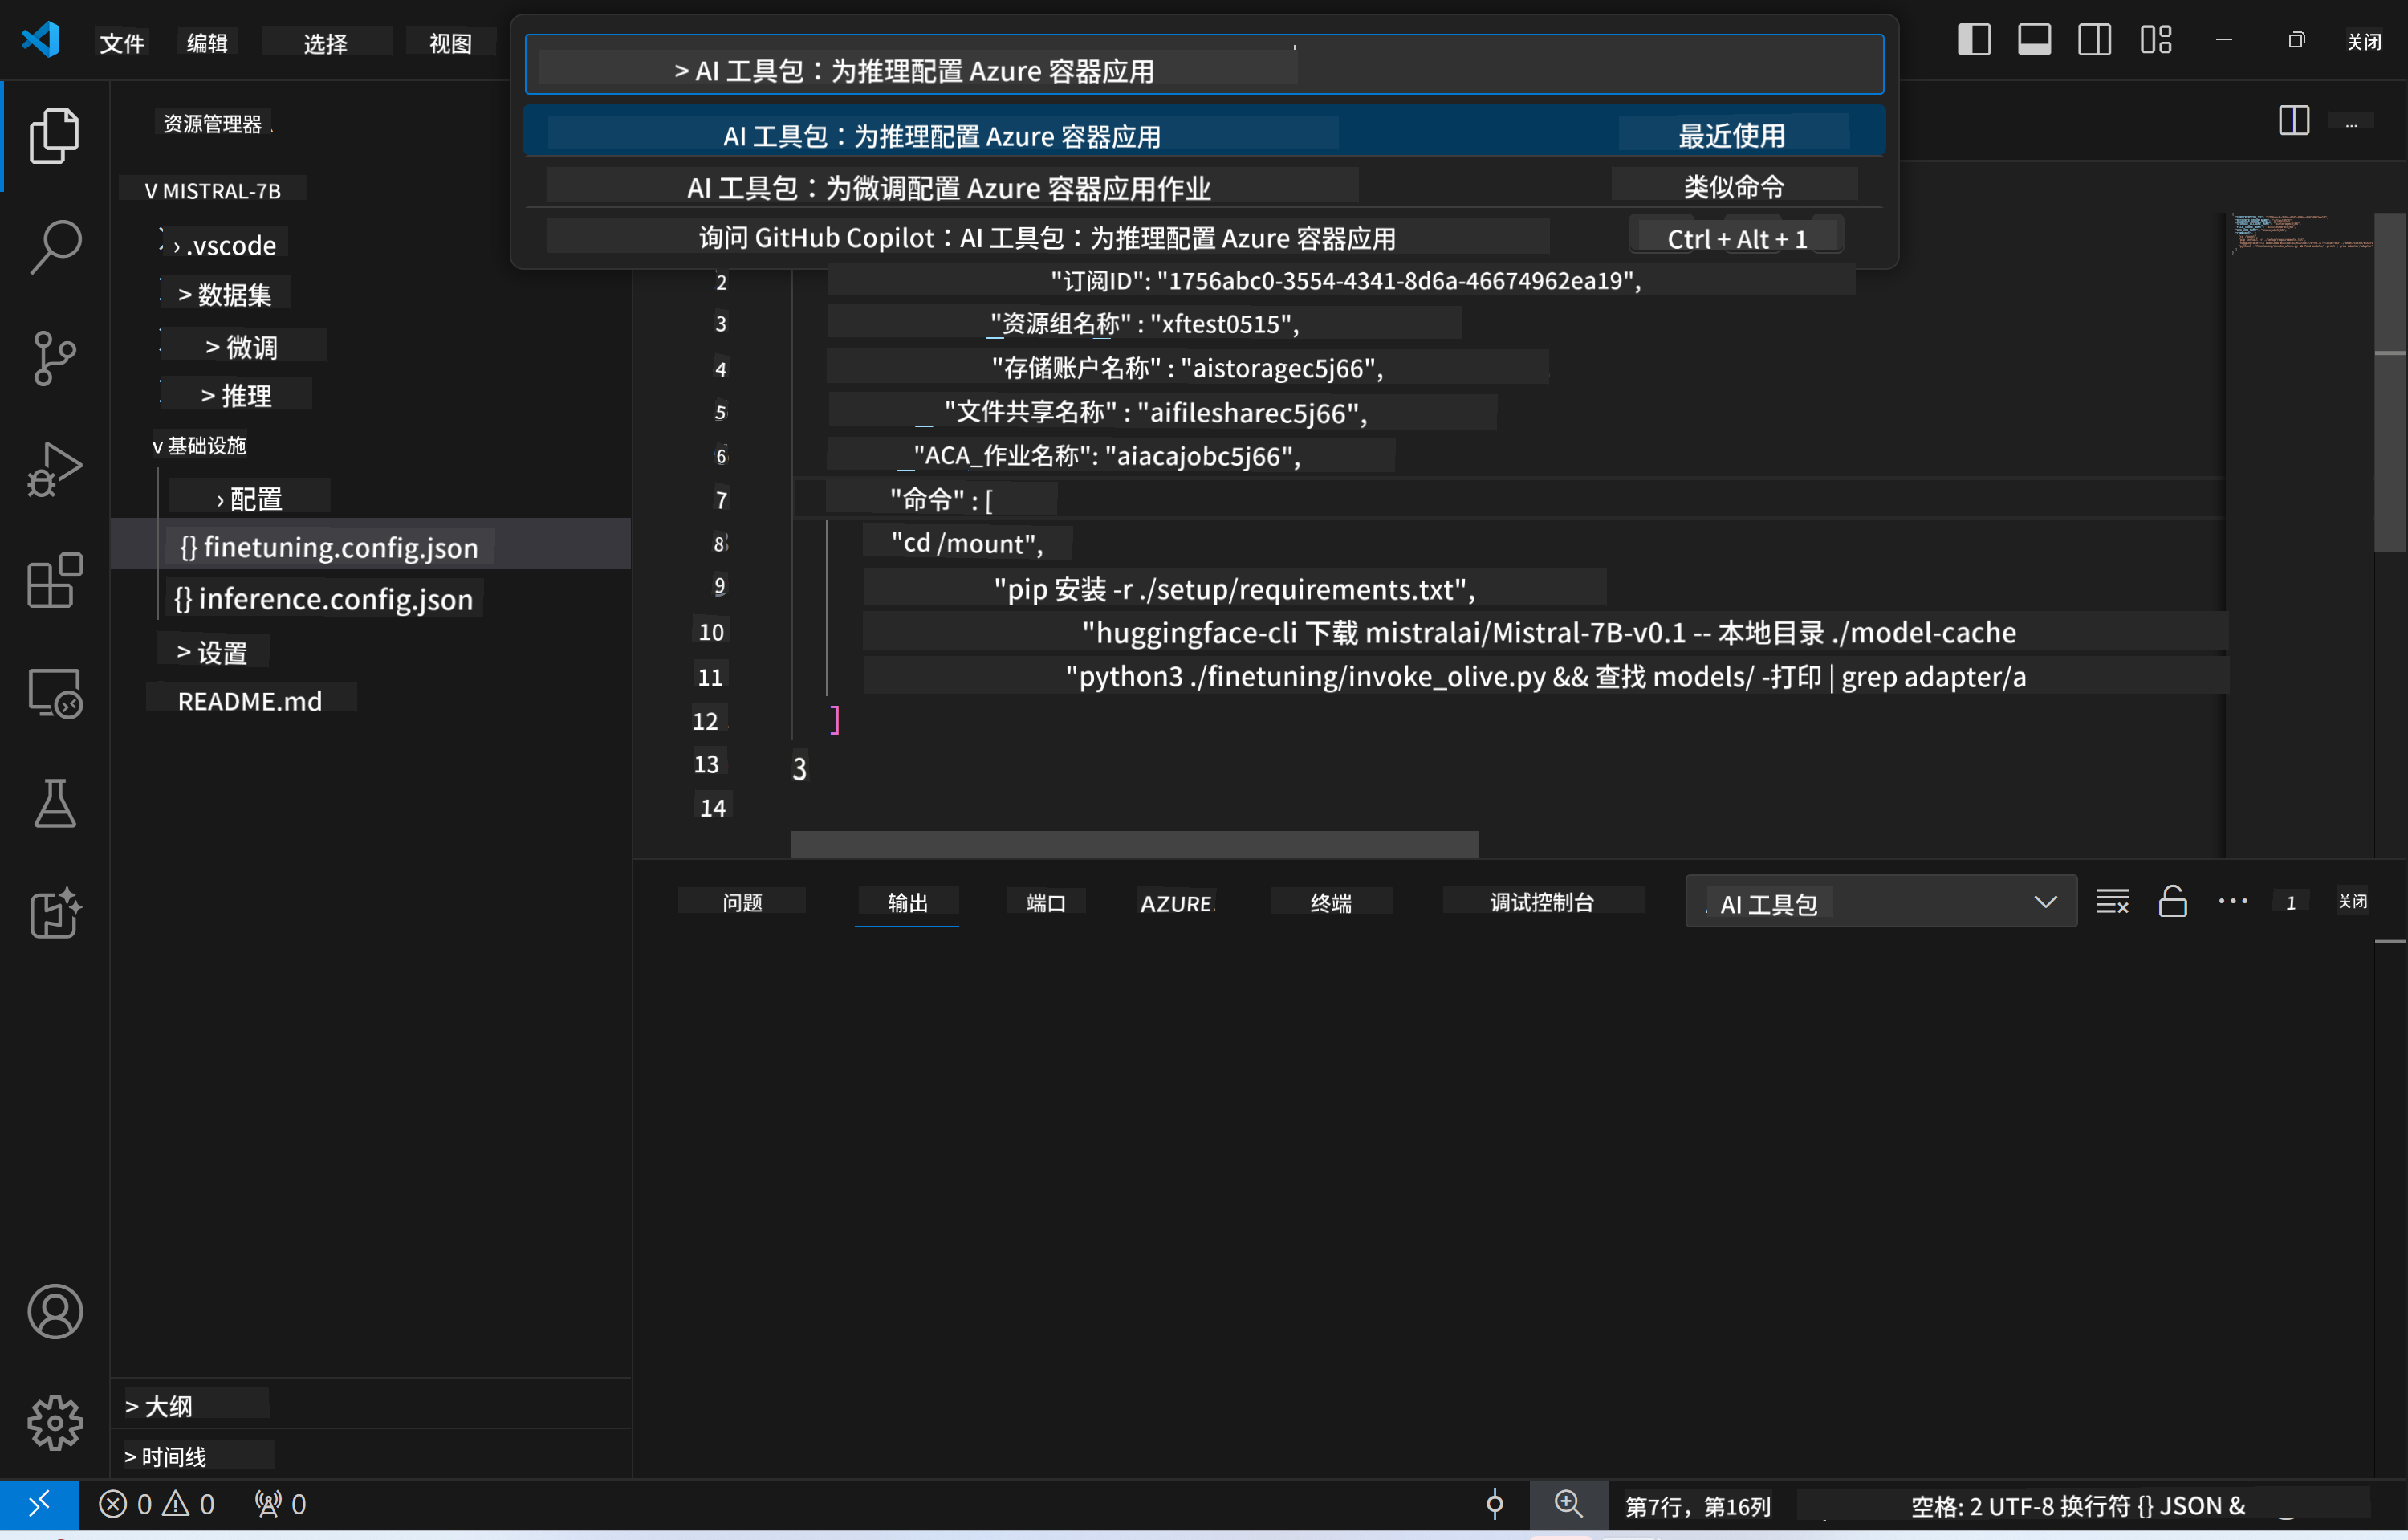 文件 编辑 选择 视图
> AI 工具包：为推理配置 Azure 容器应用
关闭
AI 工具包：为推理配置 Azure 容器应用 最近使用
AI 工具包：为微调配置 Azure 容器应用作业 类似命令
询问 GitHub Copilot：AI 工具包：为推理配置 Azure 容器应用 Ctrl + Alt + 1
...
资源管理器
V MISTRAL-7B
› .vscode
> 数据集
> 微调
> 推理
v 基础设施
› 配置
{} finetuning.config.json
{} inference.config.json
> 设置
README.md
> 大纲
> 时间线
2 "订阅ID": "1756abc0-3554-4341-8d6a-46674962ea19",
3 "资源组名称" : "xftest0515",
4 "存储账户名称" : "aistoragec5j66",
5 "文件共享名称" : "aifilesharec5j66",
6 "ACA_作业名称": "aiacajobc5j66",
7 "命令" : [
8 "cd /mount",
9 "pip 安装 -r ./setup/requirements.txt",
10 "huggingface-cli 下载 mistralai/Mistral-7B-v0.1 -- 本地目录 ./model-cache
11 "python3 ./finetuning/invoke_olive.py && 查找 models/ -打印 | grep adapter/a
12 ]
13 3
14
问题 输出 端口 AZURE 终端 调试控制台 AI 工具包 ... 1 关闭
0 0 0 第7行，第16列 空格: 2 UTF-8 换行符 {} JSON &